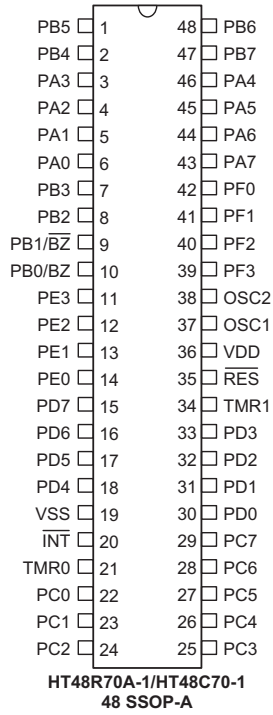 PB5 1 48 PB6
PB4 2 47 PB7
PA3 3 46 PA4
PA2 4 45 PA5
PA1 5 44 PA6
PA0 6 43 PA7
PB3 7 42 PF0
PB2 8 41 PF1
PB1/B̅Z̅ 9 40 PF2
PB0/BZ 10 39 PF3
PE3 11 38 OSC2
PE2 12 37 OSC1
PE1 13 36 VDD
PE0 14 35 R̅E̅S̅
PD7 15 34 TMR1
PD6 16 33 PD3
PD5 17 32 PD2
PD4 18 31 PD1
VSS 19 30 PD0
I̅N̅T̅ 20 29 PC7
TMR0 21 28 PC6
PC0 22 27 PC5
PC1 23 26 PC4
PC2 24 25 PC3
HT48R70A-1/HT48C70-1
48 SSOP-A